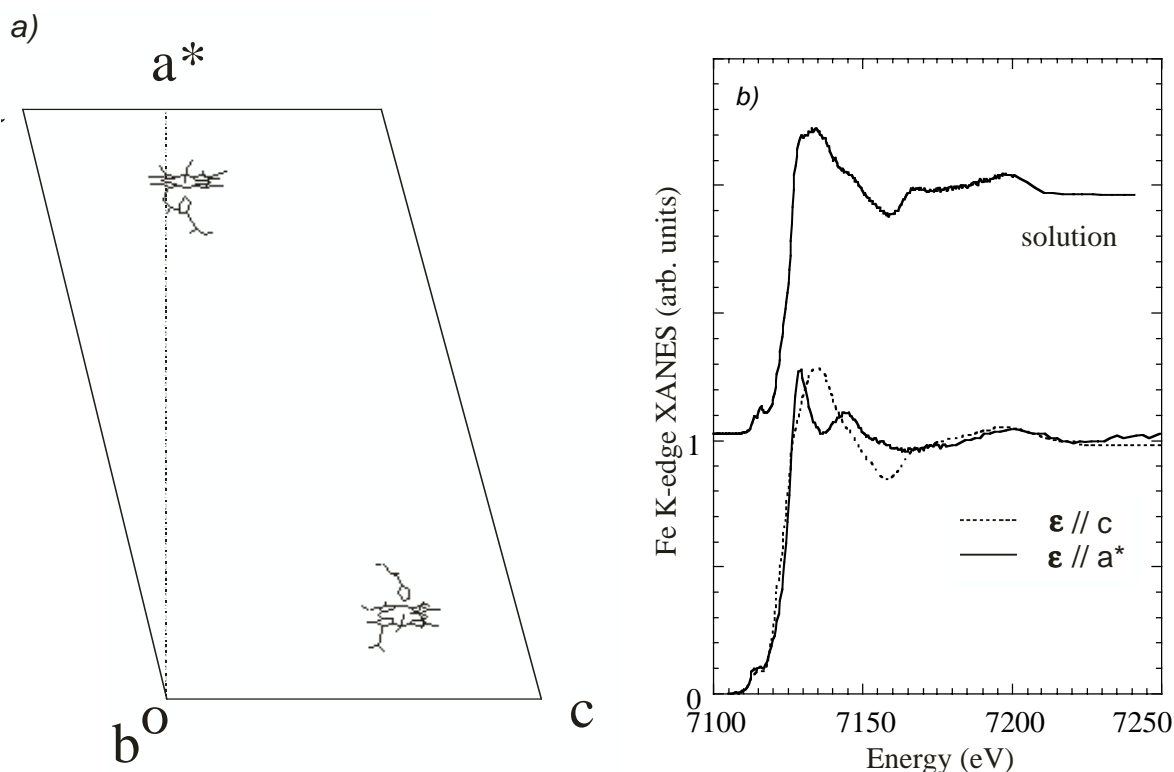 a)
a*
b
o
c
b)
Fe K-edge XANES (arb. units)
solution
1
0
ε // c
ε // a*
7100 7150 7200 7250
Energy (eV)